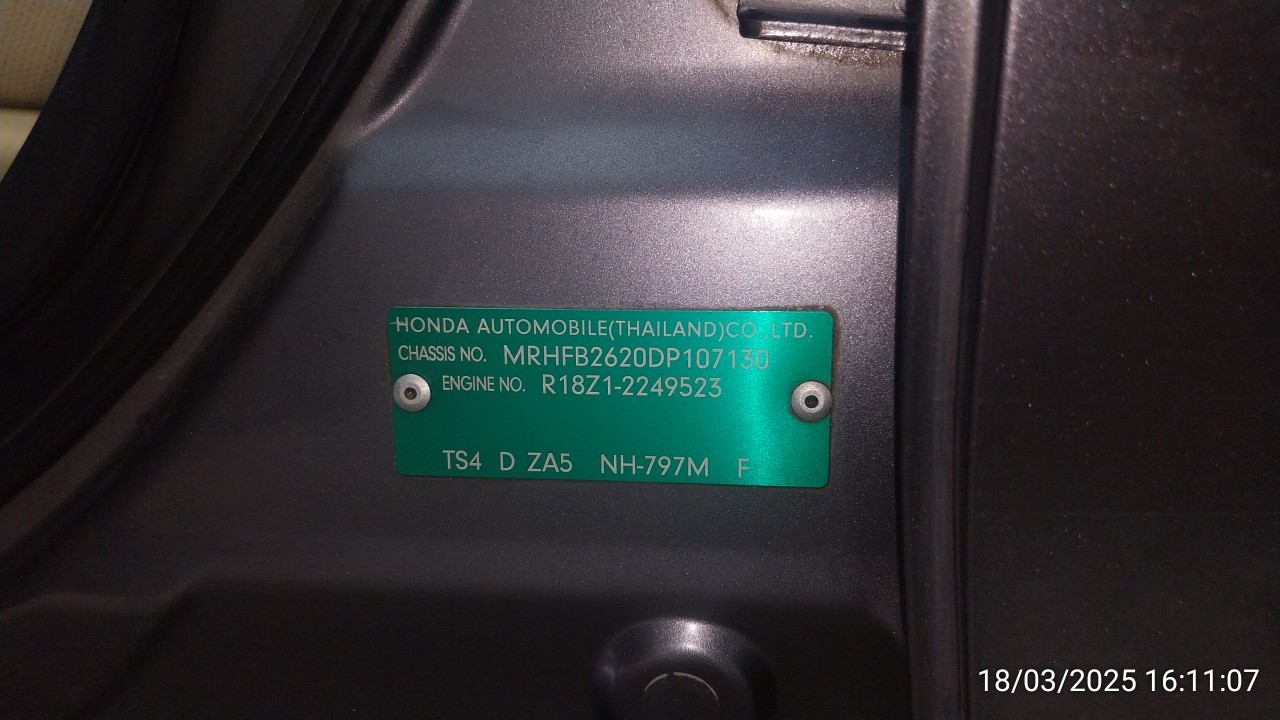 HONDA AUTOMOBILE(THAILAND)CO.,LTD.
CHASSIS NO. MRHFB2620DP107130
ENGINE NO. R18Z1-2249523
TS4 D ZA5 NH-797M F
18/03/2025 16:11:07